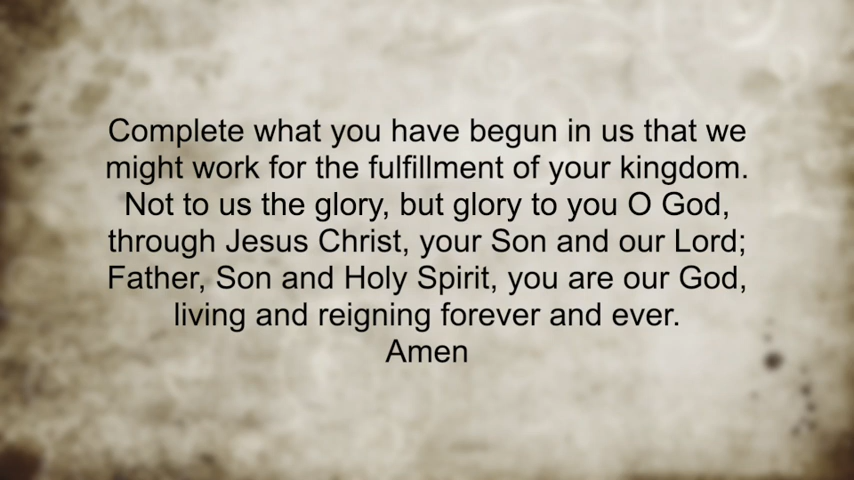 Complete what you have begun in us that we
might work for the fulfillment of your kingdom.
Not to us the glory, but glory to you O God,
through Jesus Christ, your Son and our Lord;
Father, Son and Holy Spirit, you are our God,
living and reigning forever and ever.
Amen